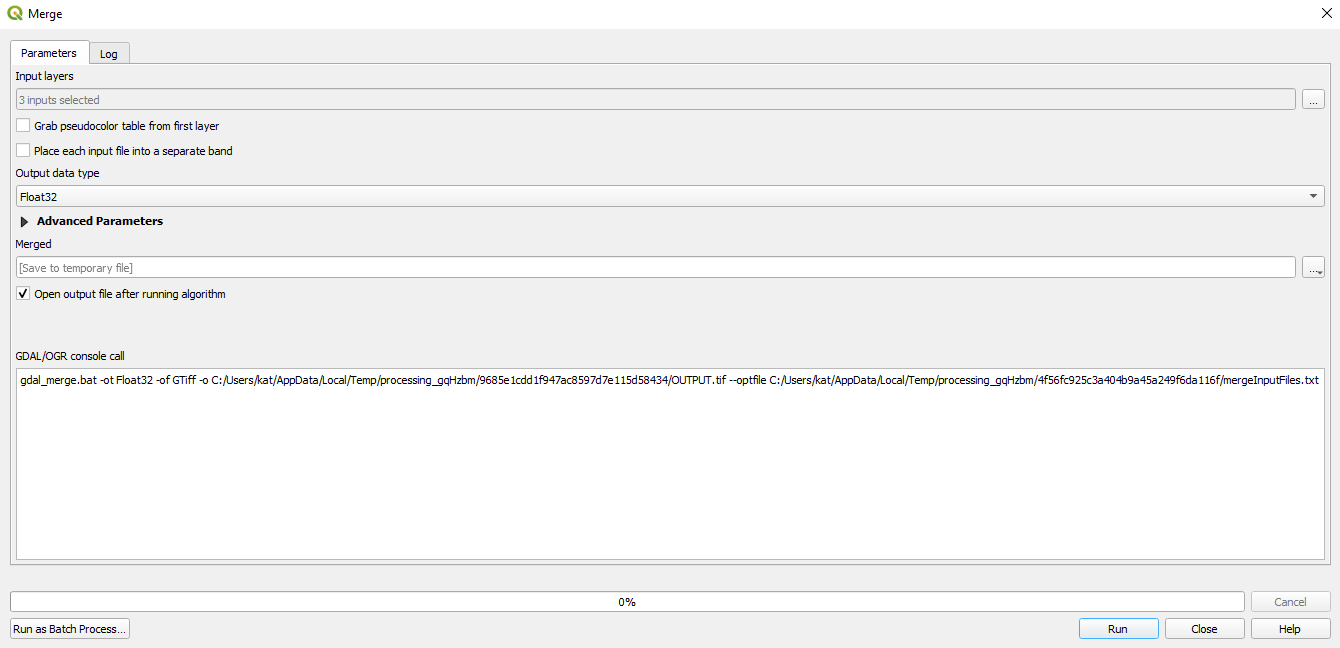 Merge
Parameters
Log
Input layers
3 inputs selected
...
Grab pseudocolor table from first layer
Place each input file into a separate band
Output data type
Float32
Advanced Parameters
Merged
[Save to temporary file]
...
Open output file after running algorithm
GDAL/OGR console call
gdal_merge.bat -ot Float32 -of GTiff -o C:/Users/kat/AppData/Local/Temp/processing_gqHzbm/9685e1cdd1f947ac8597d7e115d58434/OUTPUT.tif --optfile C:/Users/kat/AppData/Local/Temp/processing_gqHzbm/4f56fc925c3a404b9a45a249f6da116f/mergeInputFiles.txt
0%
Cancel
Run as Batch Process...
Run
Close
Help